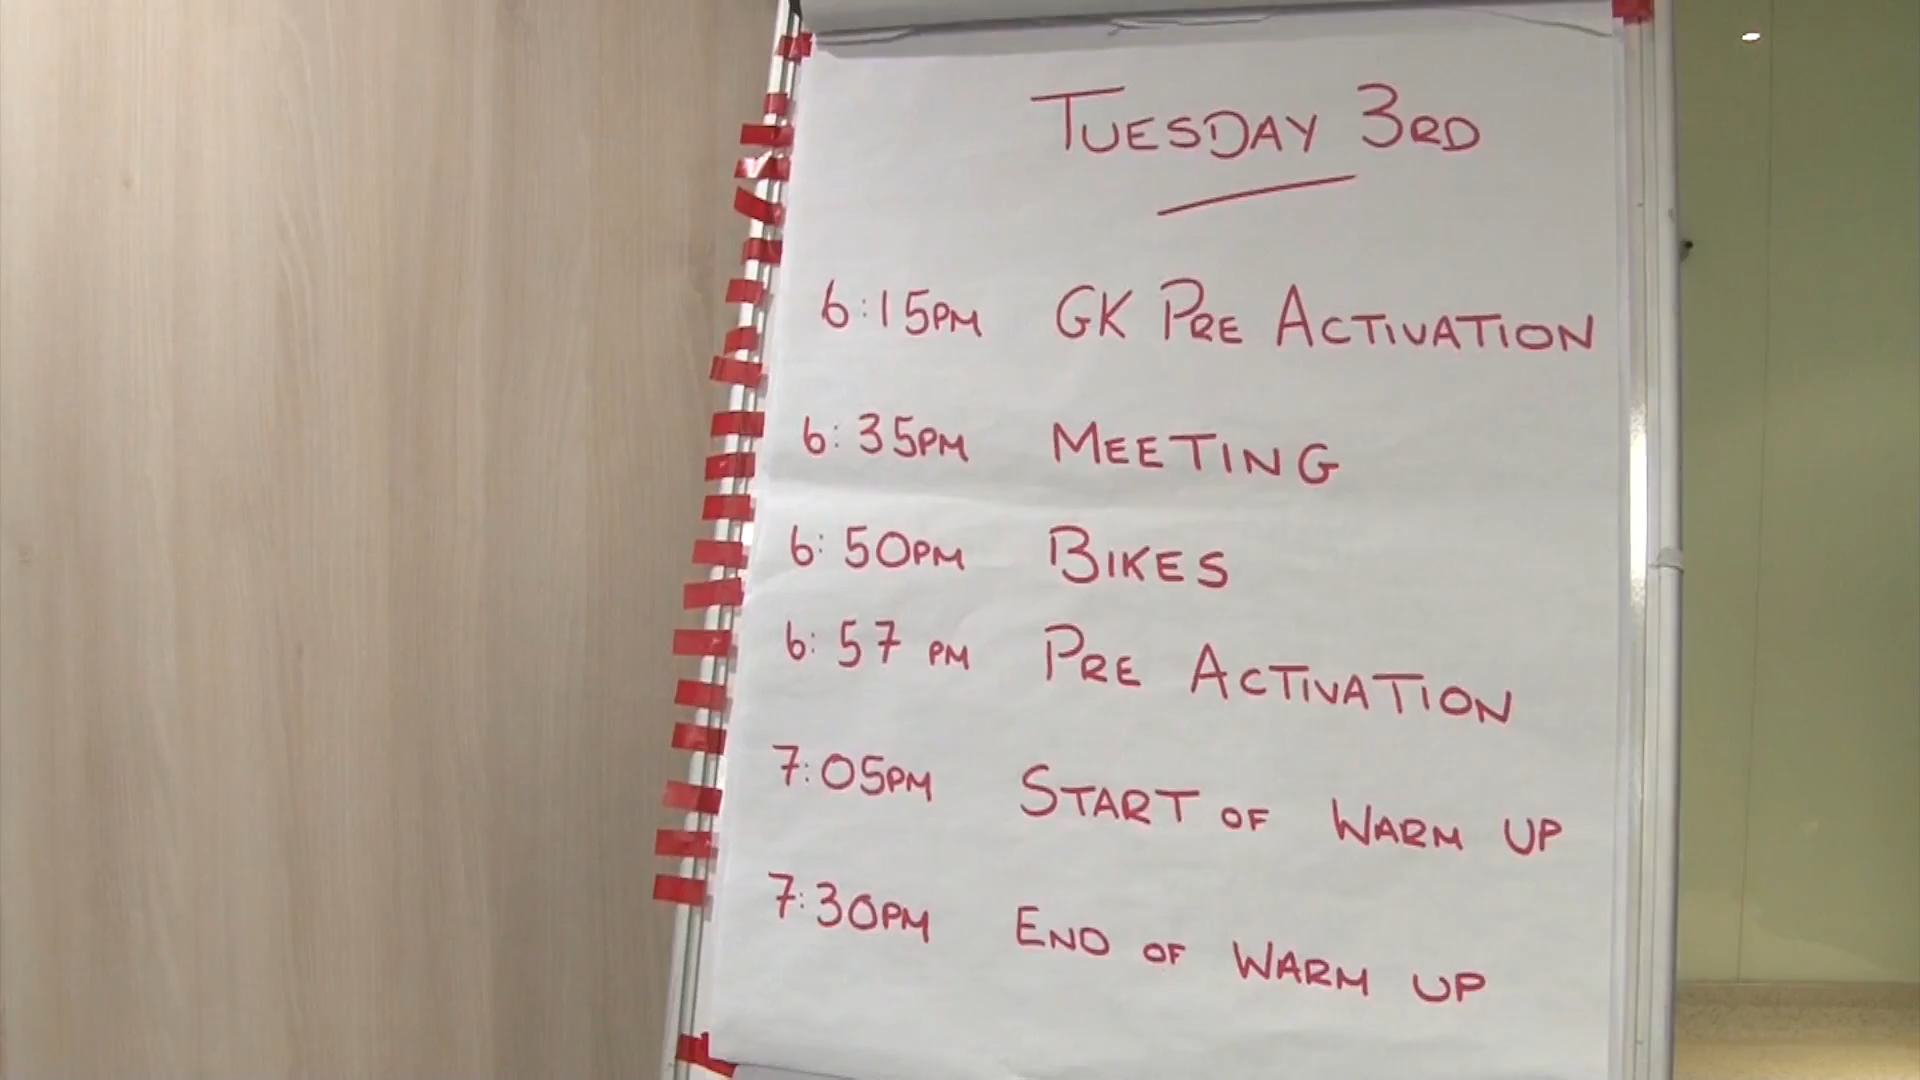 TUESDAY 3RD
6:15PM GK PRE ACTIVATION
6:35PM MEETING
6:50PM BIKES
6:57 PM PRE ACTIVATION
7:05PM START OF WARM UP
7:30PM END OF WARM UP